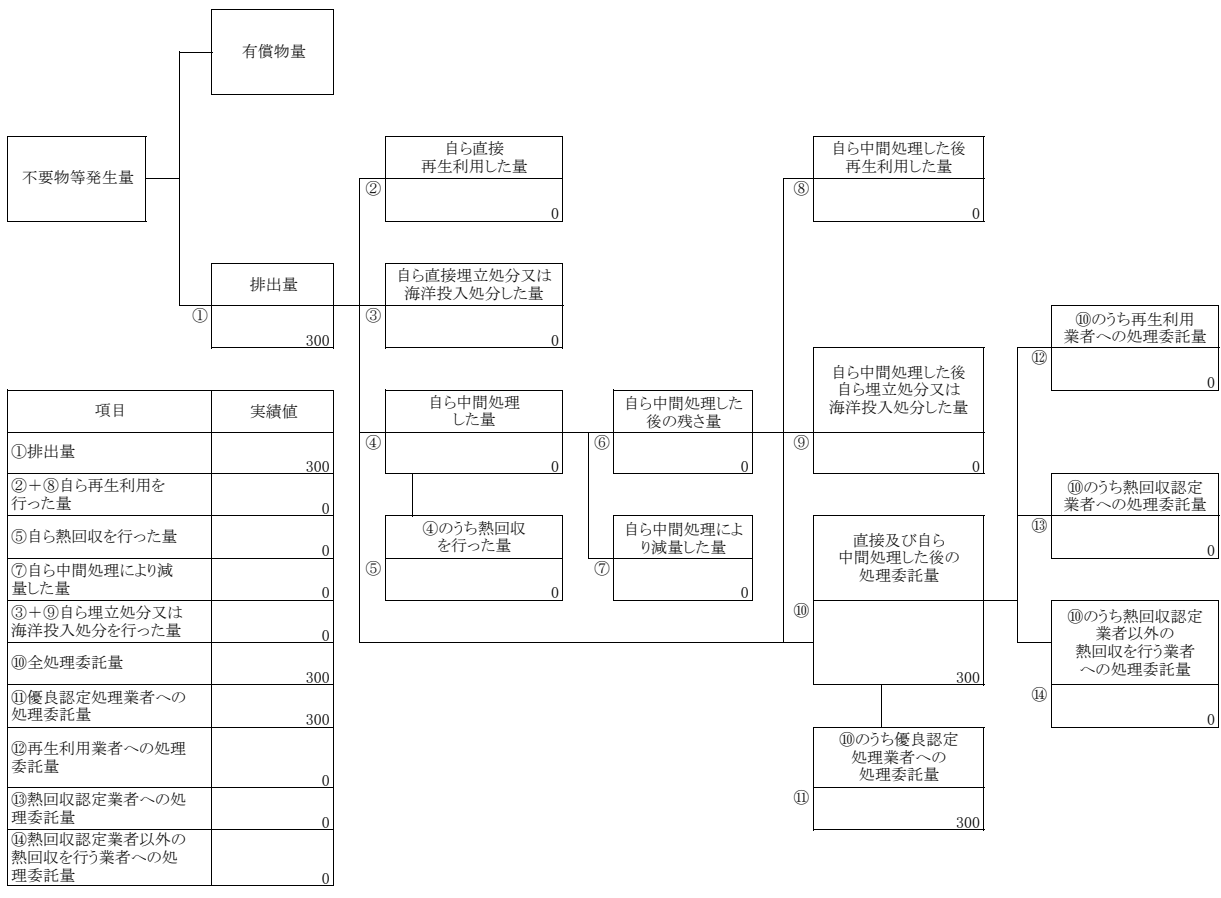 有償物量
不要物等発生量
排出量
①
300
自ら直接
再生利用した量
②
0
自ら直接埋立処分又は
海洋投入処分した量
③
0
自ら中間処理
した量
④
0
④のうち熱回収
を行った量
⑤
0
自ら中間処理した
後の残さ量
⑥
0
自ら中間処理によ
り減量した量
⑦
0
自ら中間処理した後
再生利用した量
⑧
0
自ら中間処理した後
自ら埋立処分又は
海洋投入処分した量
⑨
0
直接及び自ら
中間処理した後の
処理委託量
⑩
300
⑩のうち優良認定
処理業者への
処理委託量
⑪
300
⑩のうち再生利用
業者への処理委託量
⑫
0
⑩のうち熱回収認定
業者への処理委託量
⑬
0
⑩のうち熱回収認定
業者以外の
熱回収を行う業者
への処理委託量
⑭
0
項目 実績値
①排出量
300
②+⑧自ら再生利用を
行った量
0
⑤自ら熱回収を行った量
0
⑦自ら中間処理により減
量した量
0
③+⑨自ら埋立処分又は
海洋投入処分を行った量
0
⑩全処理委託量
300
⑪優良認定処理業者への
処理委託量
300
⑫再生利用業者への処理
委託量
0
⑬熱回収認定業者への処
理委託量
0
⑭熱回収認定業者以外の
熱回収を行う業者への処
理委託量
0